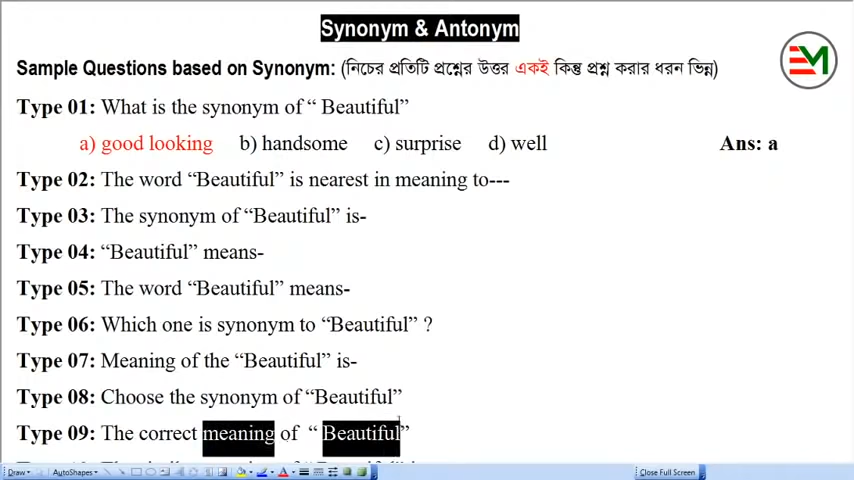 Synonym & Antonym
Sample Questions based on Synonym: (নিচের প্রতিটি প্রশ্নের উত্তর একই কিন্তু প্রশ্ন করার ধরন ভিন্ন)
Type 01: What is the synonym of “ Beautiful”
a) good looking b) handsome c) surprise d) well Ans: a
Type 02: The word “Beautiful” is nearest in meaning to---
Type 03: The synonym of “Beautiful” is-
Type 04: “Beautiful” means-
Type 05: The word “Beautiful” means-
Type 06: Which one is synonym to “Beautiful” ?
Type 07: Meaning of the “Beautiful” is-
Type 08: Choose the synonym of “Beautiful”
Type 09: The correct meaning of “ Beautiful”
Draw AutoShapes Close Full Screen